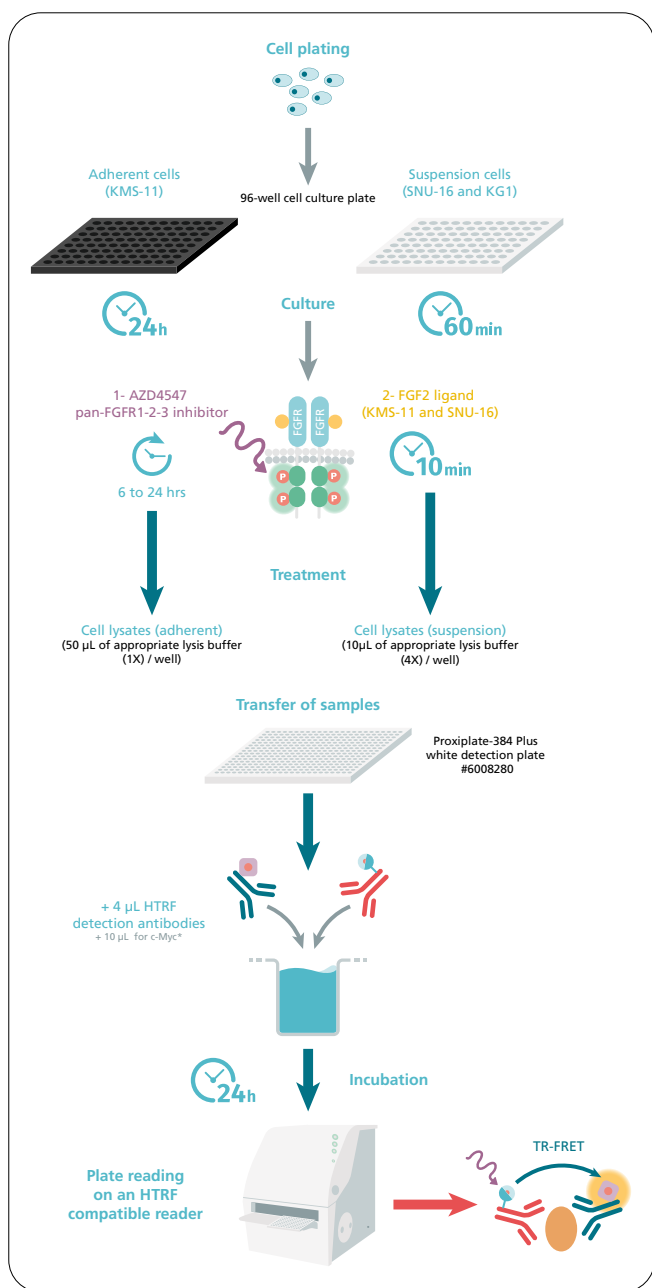 Cell plating
Adherent cells
(KMS-11)
96-well cell culture plate
Suspension cells
(SNU-16 and KG1)
24h
Culture
60min
1- AZD4547
pan-FGFR1-2-3 inhibitor
6 to 24 hrs
FGFR
FGFR
P
P
P
P
2- FGF2 ligand
(KMS-11 and SNU-16)
10min
Treatment
Cell lysates (adherent)
(50 µL of appropriate lysis buffer
(1X) / well)
Cell lysates (suspension)
(10µL of appropriate lysis buffer
(4X) / well)
Transfer of samples
Proxiplate-384 Plus
white detection plate
#6008280
+ 4 µL HTRF
detection antibodies
+ 10 µL for c-Myc*
24h
Incubation
Plate reading
on an HTRF
compatible reader
TR-FRET